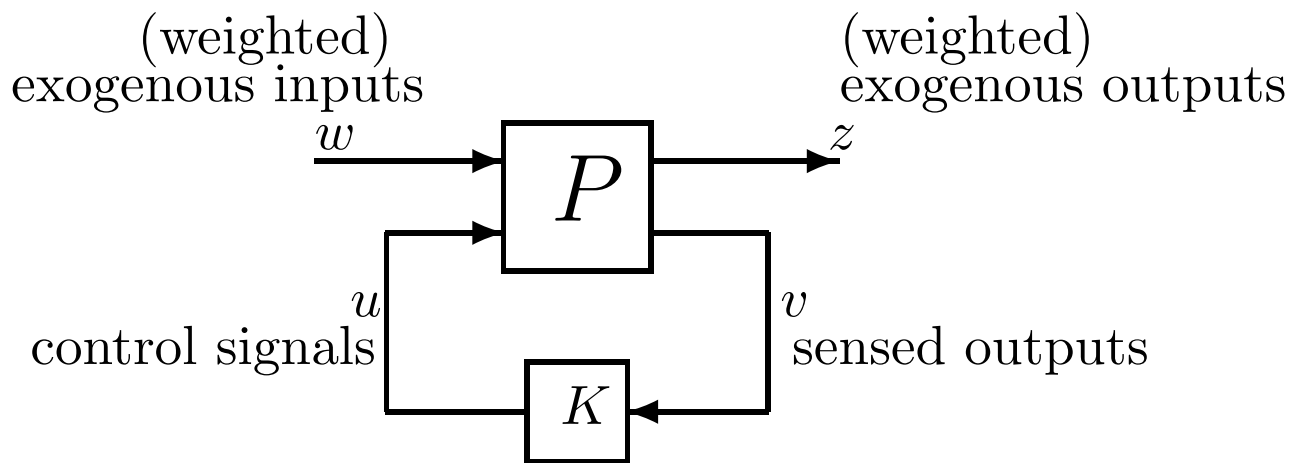 (weighted)
exogenous inputs
(weighted)
exogenous outputs
w
z
P
u
control signals
v
sensed outputs
K